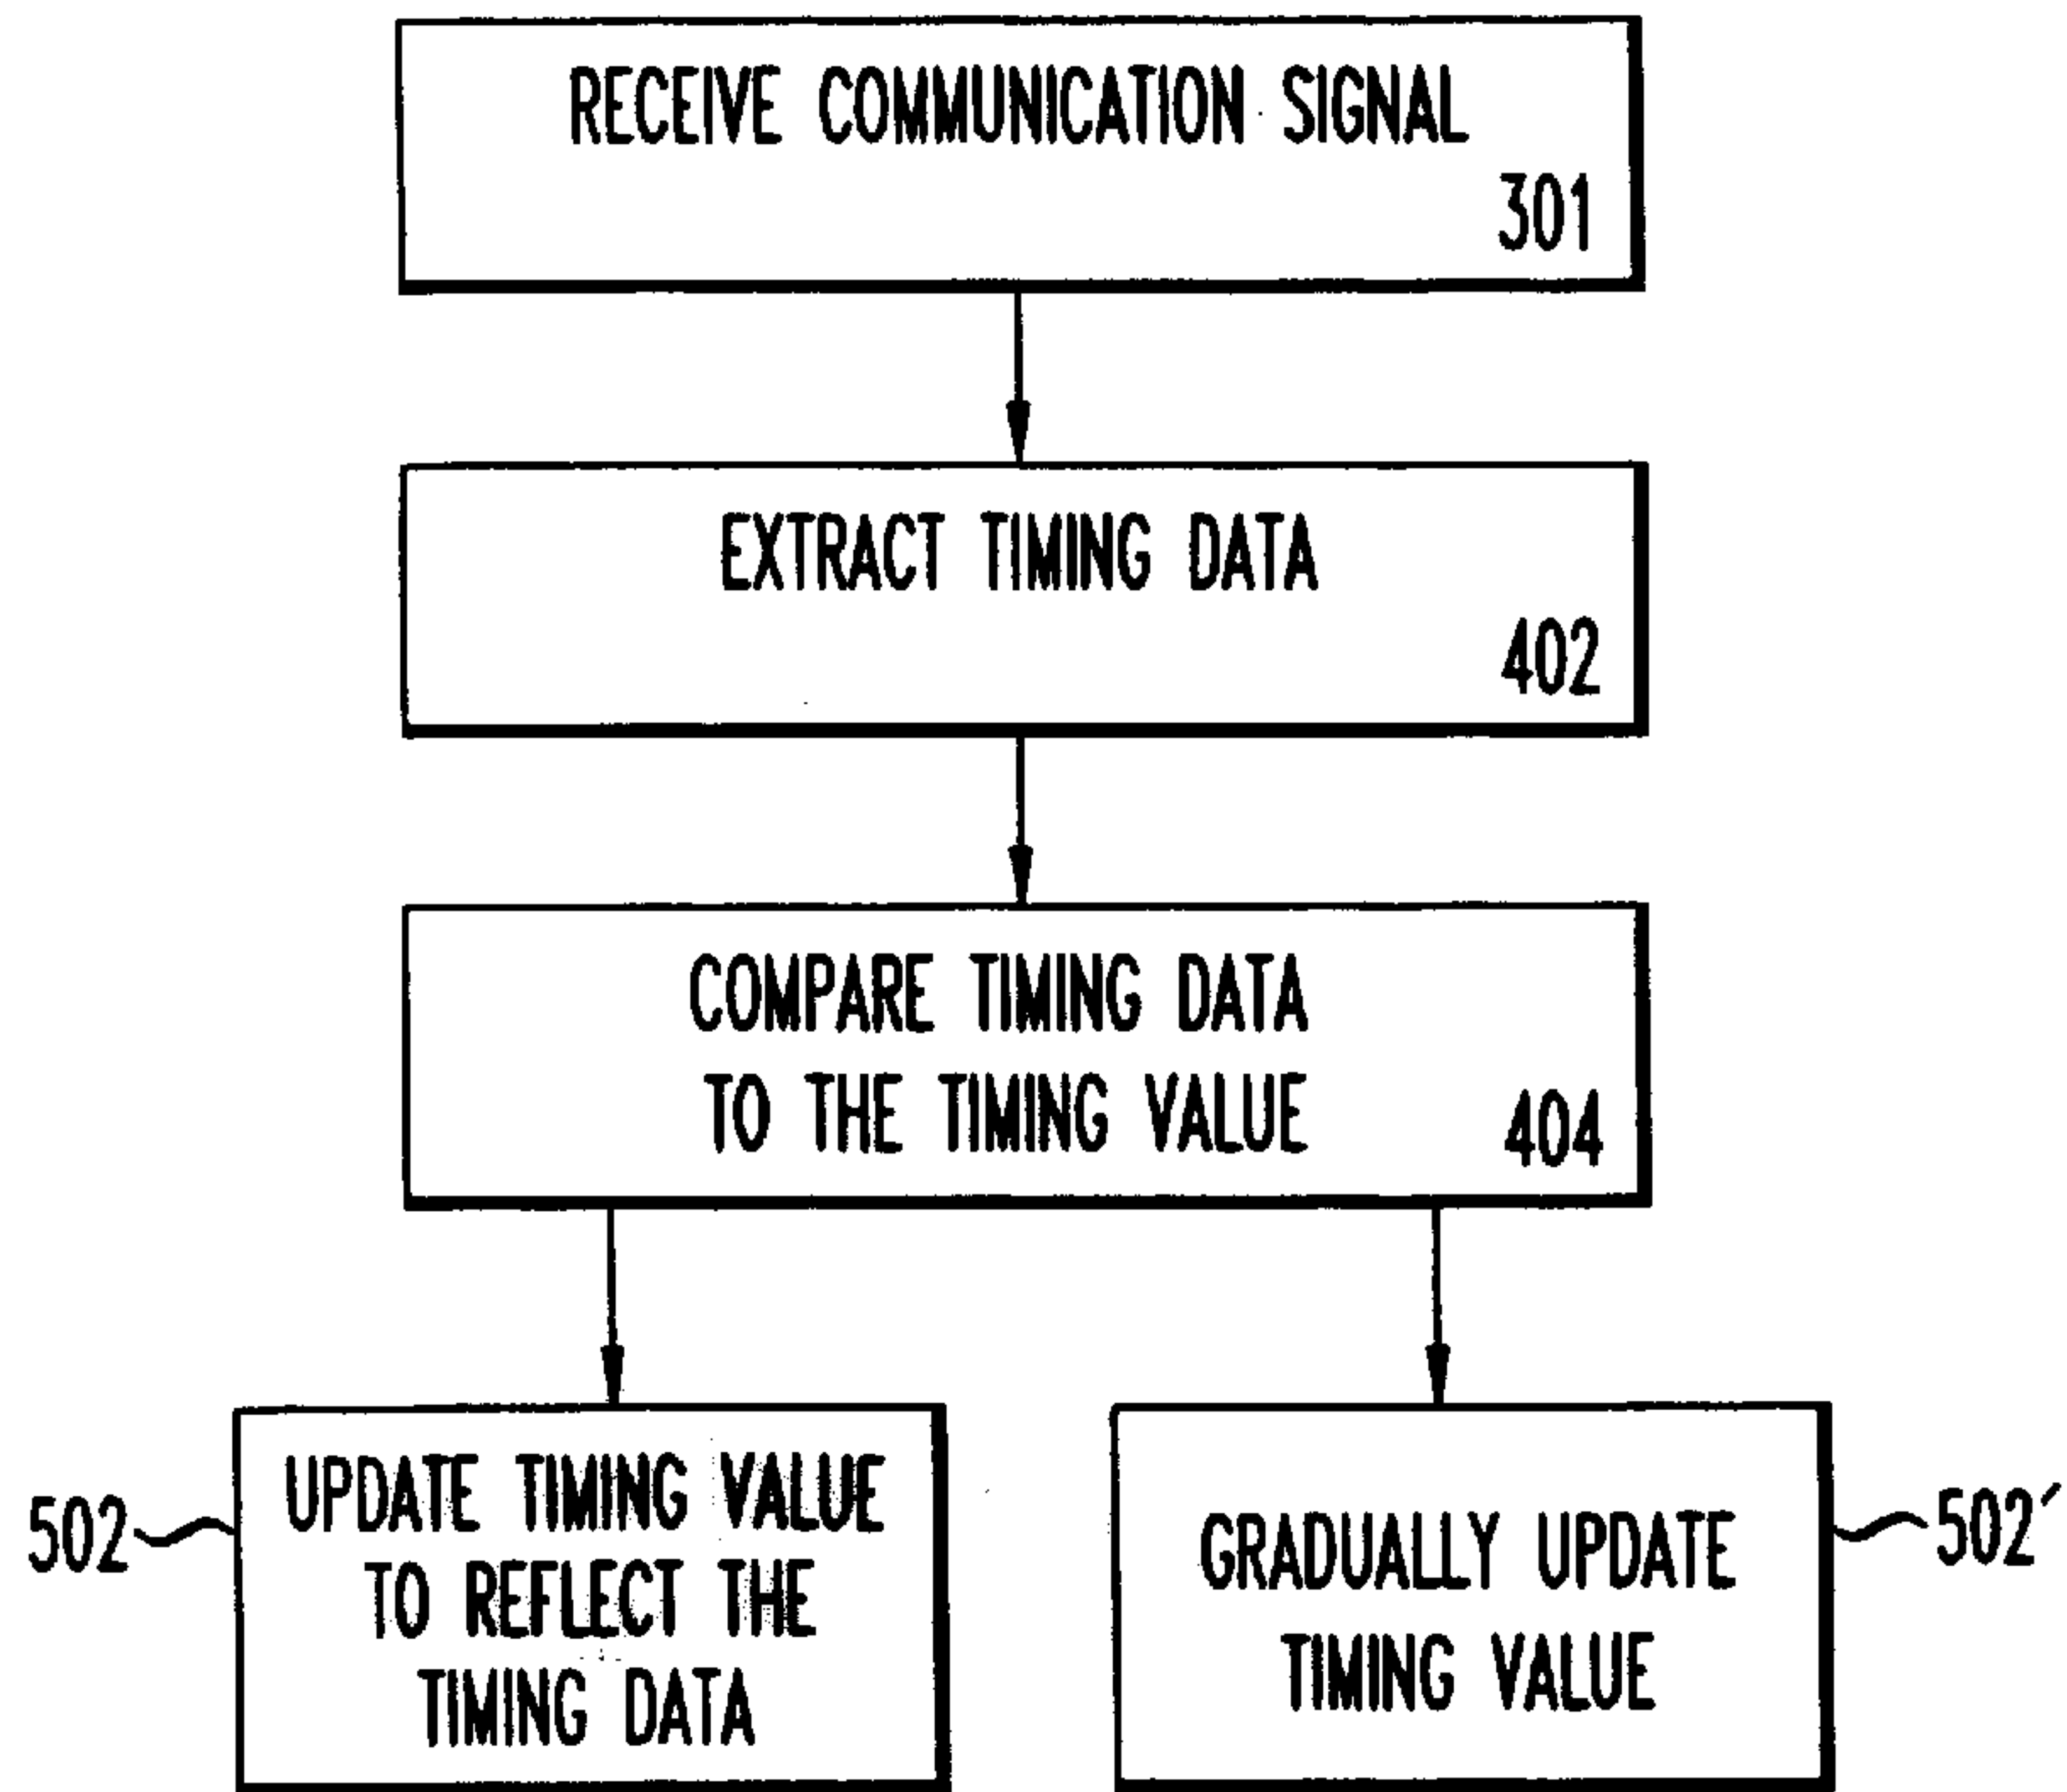 RECEIVE COMMUNICATION SIGNAL
301
EXTRACT TIMING DATA
402
COMPARE TIMING DATA
TO THE TIMING VALUE
404
502
UPDATE TIMING VALUE
TO REFLECT THE
TIMING DATA
GRADUALLY UPDATE
TIMING VALUE
502'